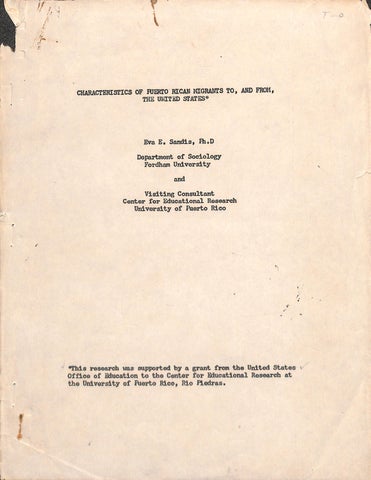 CHARACTERISTICS OF PUERTO RICAN MIGRANTS TO, AND FROM,
THE UNITED STATES*
Eva E. Sandis, Ph.D
Department of Sociology
Fordham University
and
Visiting Consultant
Center for Educational Research
University of Puerto Rico
*This research was supported by a grant from the United States
Office of Education to the Center for Educational Research at
the University of Puerto Rico, Rio Piedras.